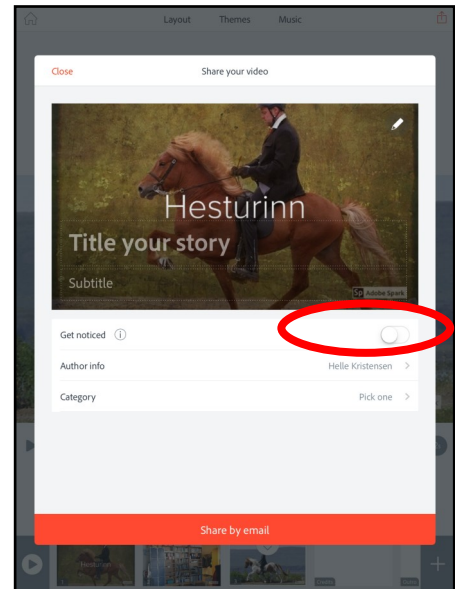 Layout Themes Music
Close Share your video
Hesturinn
Title your story
Subtitle
Sp Adobe Spark
Get noticed i
Author info Helle Kristensen >
Category Pick one >
Share by email
Hesturinn